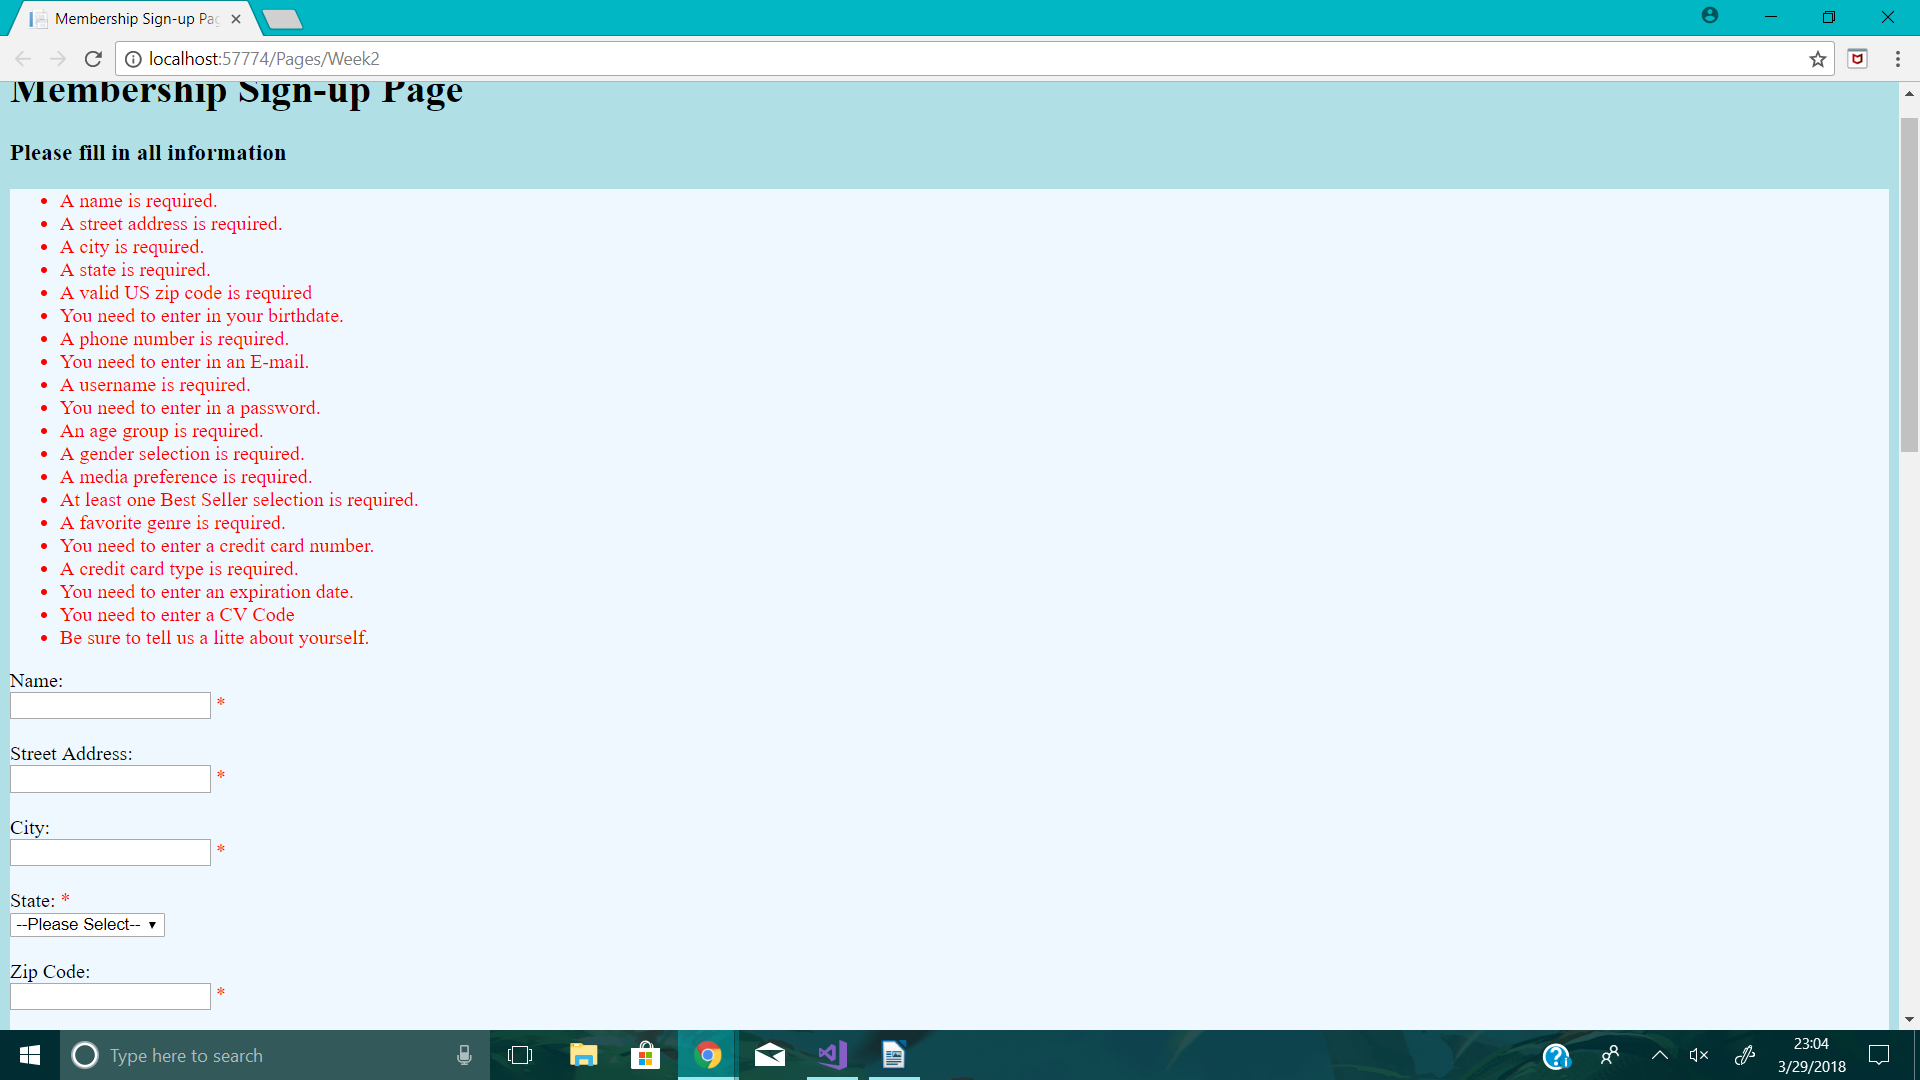 Membership Sign-up Pag
localhost:57774/Pages/Week2
Membership Sign-up Page
Please fill in all information
• A name is required.
• A street address is required.
• A city is required.
• A state is required.
• A valid US zip code is required
• You need to enter in your birthdate.
• A phone number is required.
• You need to enter in an E-mail.
• A username is required.
• You need to enter in a password.
• An age group is required.
• A gender selection is required.
• A media preference is required.
• At least one Best Seller selection is required.
• A favorite genre is required.
• You need to enter a credit card number.
• A credit card type is required.
• You need to enter an expiration date.
• You need to enter a CV Code
• Be sure to tell us a litte about yourself.
Name:
*
Street Address:
*
City:
*
State: *
--Please Select--
Zip Code:
*
Type here to search
23:04
3/29/2018